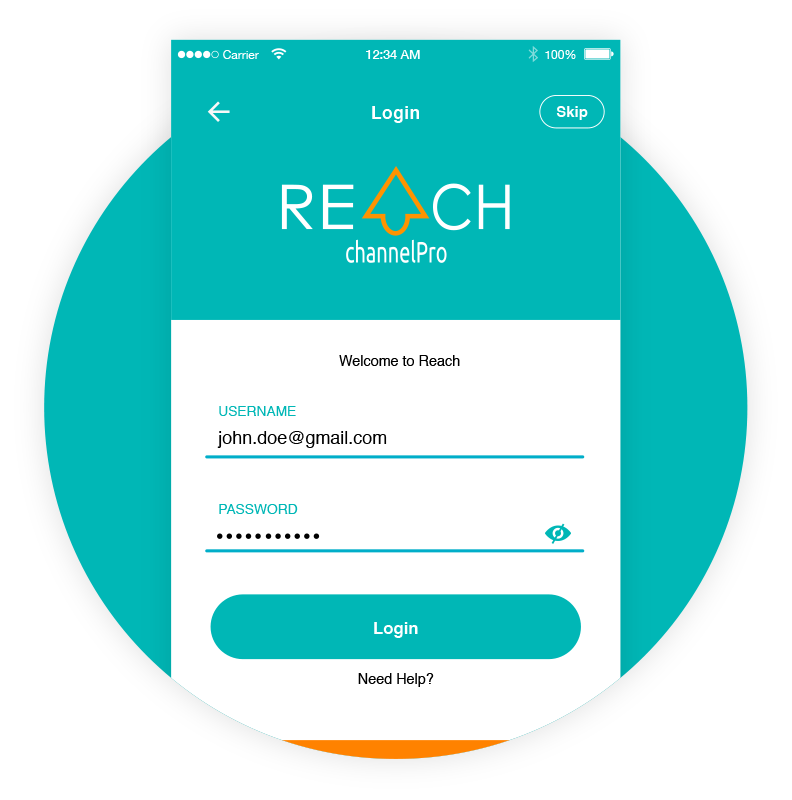 Carrier 12:34 AM 100%
Login Skip
REACH
channelPro
Welcome to Reach
USERNAME
john.doe@gmail.com
PASSWORD
•••••••••••
Login
Need Help?